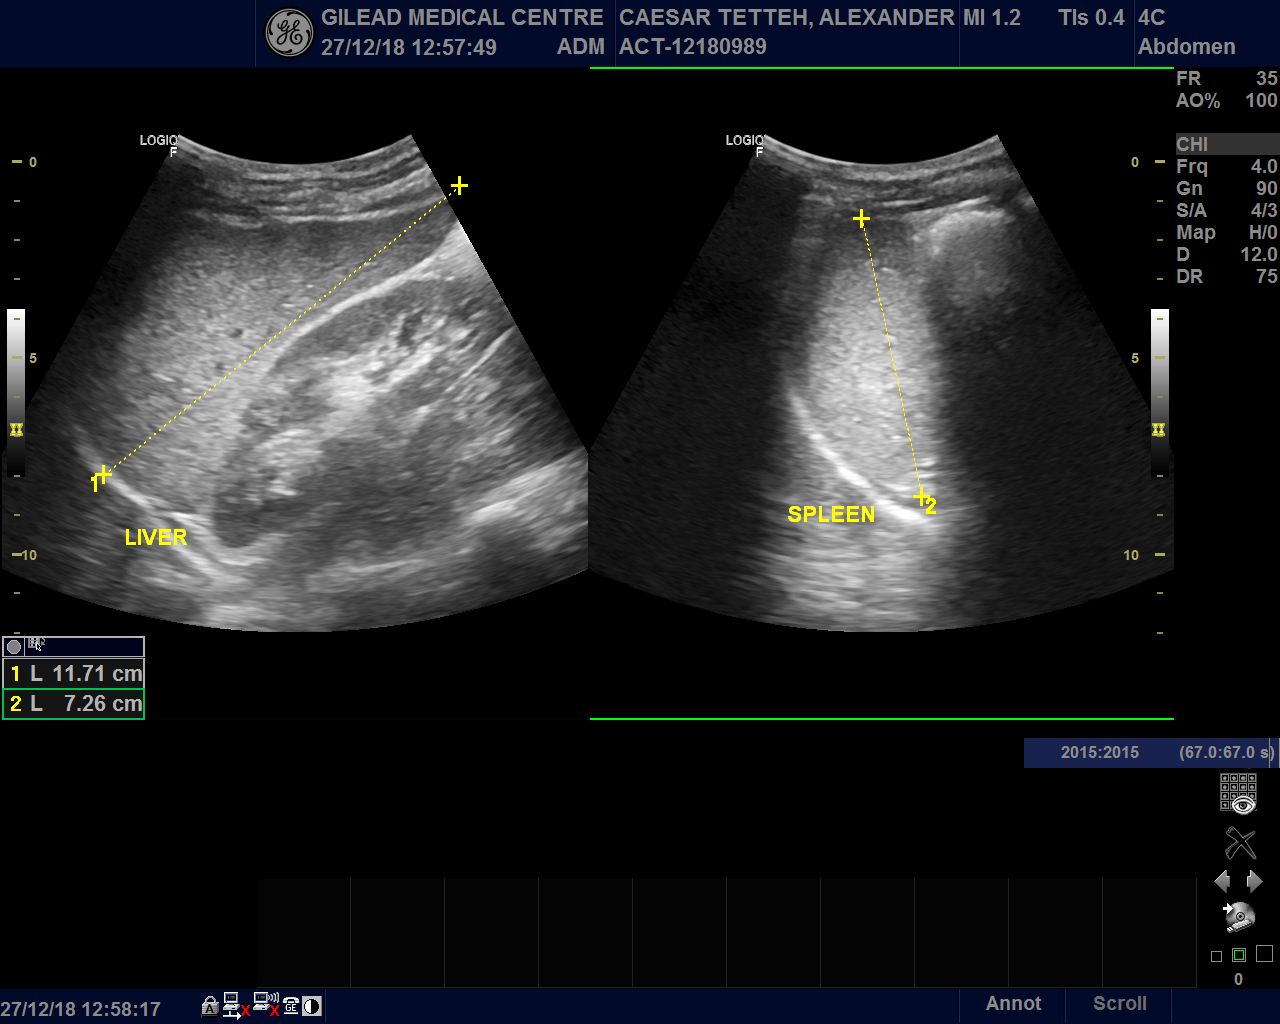 GILEAD MEDICAL CENTRE
27/12/18 12:57:49 ADM
CAESAR TETTEH, ALEXANDER
ACT-12180989
MI 1.2 TIs 0.4
4C
Abdomen
FR 35
AO% 100
CHI
Frq 4.0
Gn 90
S/A 4/3
Map H/0
D 12.0
DR 75
LOGIQ
F
0
5
10
1
LIVER
LOGIQ
F
0
5
10
2
SPLEEN
1 L 11.71 cm
2 L 7.26 cm
2015:2015 (67.0:67.0 s)
0
27/12/18 12:58:17
A
X
X
GE
Annot
Scroll